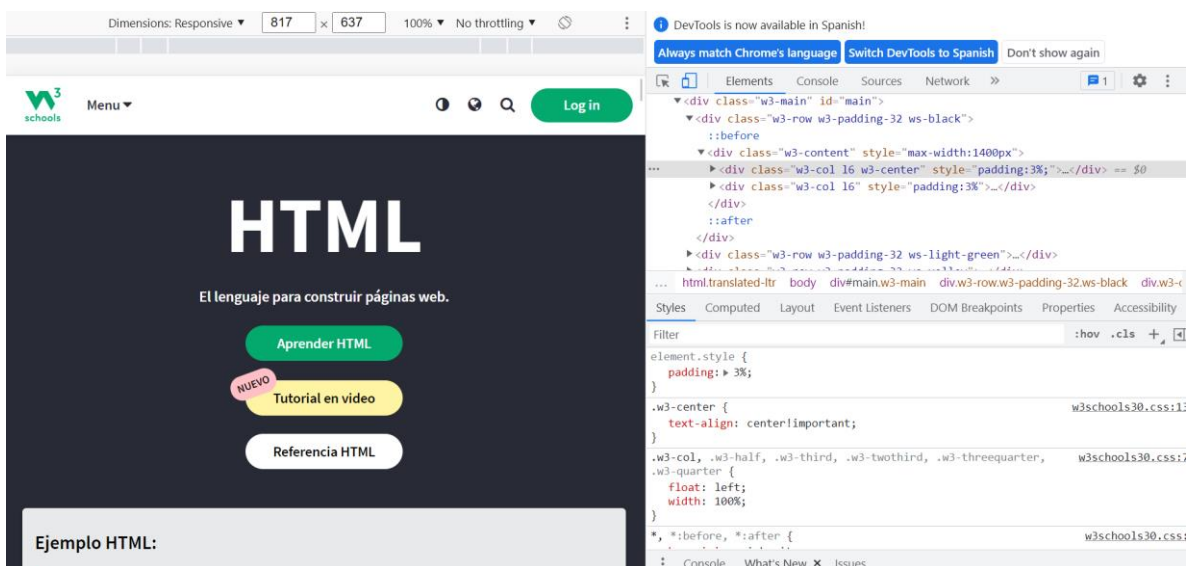 Dimensions: Responsive ▼ 817 × 637 100% ▼ No throttling ▼
w3 schools
Menu
Log in
HTML
El lenguaje para construir páginas web.
Aprender HTML
NUEVO
Tutorial en video
Referencia HTML
Ejemplo HTML:
DevTools is now available in Spanish!
Always match Chrome's language Switch DevTools to Spanish Don't show again
Elements Console Sources Network » 1
▼<div class="w3-main" id="main">
▼<div class="w3-row w3-padding-32 ws-black">
::before
▼<div class="w3-content" style="max-width:1400px">
... ▶<div class="w3-col l6 w3-center" style="padding:3%;">…</div> == $0
▶<div class="w3-col l6" style="padding:3%">…</div>
</div>
::after
</div>
▶<div class="w3-row w3-padding-32 ws-light-green">…</div>
... html.translated-ltr body div#main.w3-main div.w3-row.w3-padding-32.ws-black
Styles Computed Layout Event Listeners DOM Breakpoints Properties Accessibility
Filter :hov .cls +
element.style {
padding: ▶ 3%;
}
.w3-center { w3schools30.css:13
text-align: center!important;
}
.w3-col, .w3-half, .w3-third, .w3-twothird, .w3-threequarter, w3schools30.css:7
.w3-quarter {
float: left;
width: 100%;
}
*, *:before, *:after { w3schools30.css:
Console What's New × Issues